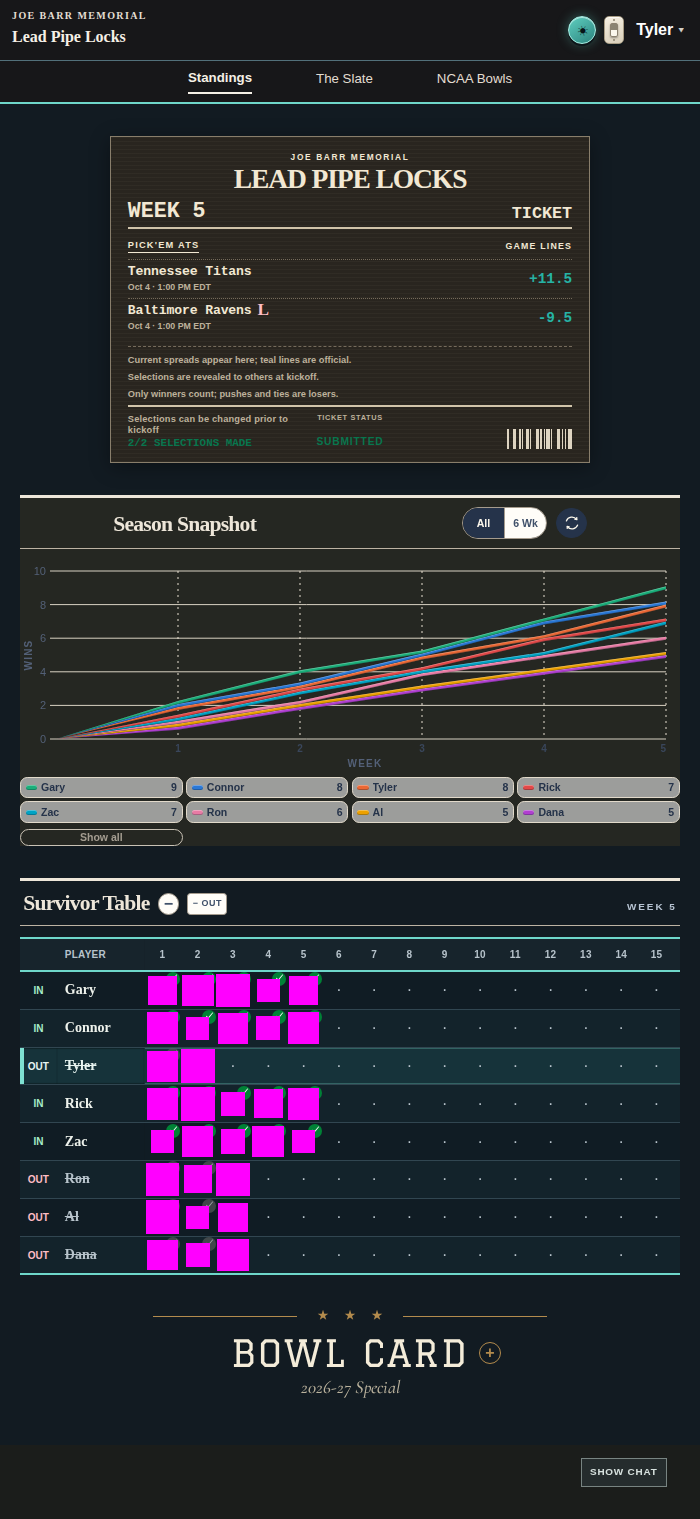 JOE BARR MEMORIAL
Lead Pipe Locks
Tyler
Standings The Slate NCAA Bowls
JOE BARR MEMORIAL
LEAD PIPE LOCKS
WEEK 5 TICKET
PICK'EM ATS GAME LINES
Tennessee Titans +11.5
Oct 4 · 1:00 PM EDT
Baltimore Ravens L -9.5
Oct 4 · 1:00 PM EDT
Current spreads appear here; teal lines are official.
Selections are revealed to others at kickoff.
Only winners count; pushes and ties are losers.
Selections can be changed prior to kickoff TICKET STATUS
2/2 SELECTIONS MADE SUBMITTED
Season Snapshot All 6 Wk
10
8
6
4
2
0
WINS
1 2 3 4 5
WEEK
Gary 9 Connor 8 Tyler 8 Rick 7
Zac 7 Ron 6 Al 5 Dana 5
Show all
Survivor Table − − OUT WEEK 5
PLAYER 1 2 3 4 5 6 7 8 9 10 11 12 13 14 15
IN Gary
IN Connor
OUT Tyler
IN Rick
IN Zac
OUT Ron
OUT Al
OUT Dana
BOWL CARD +
2026-27 Special
SHOW CHAT